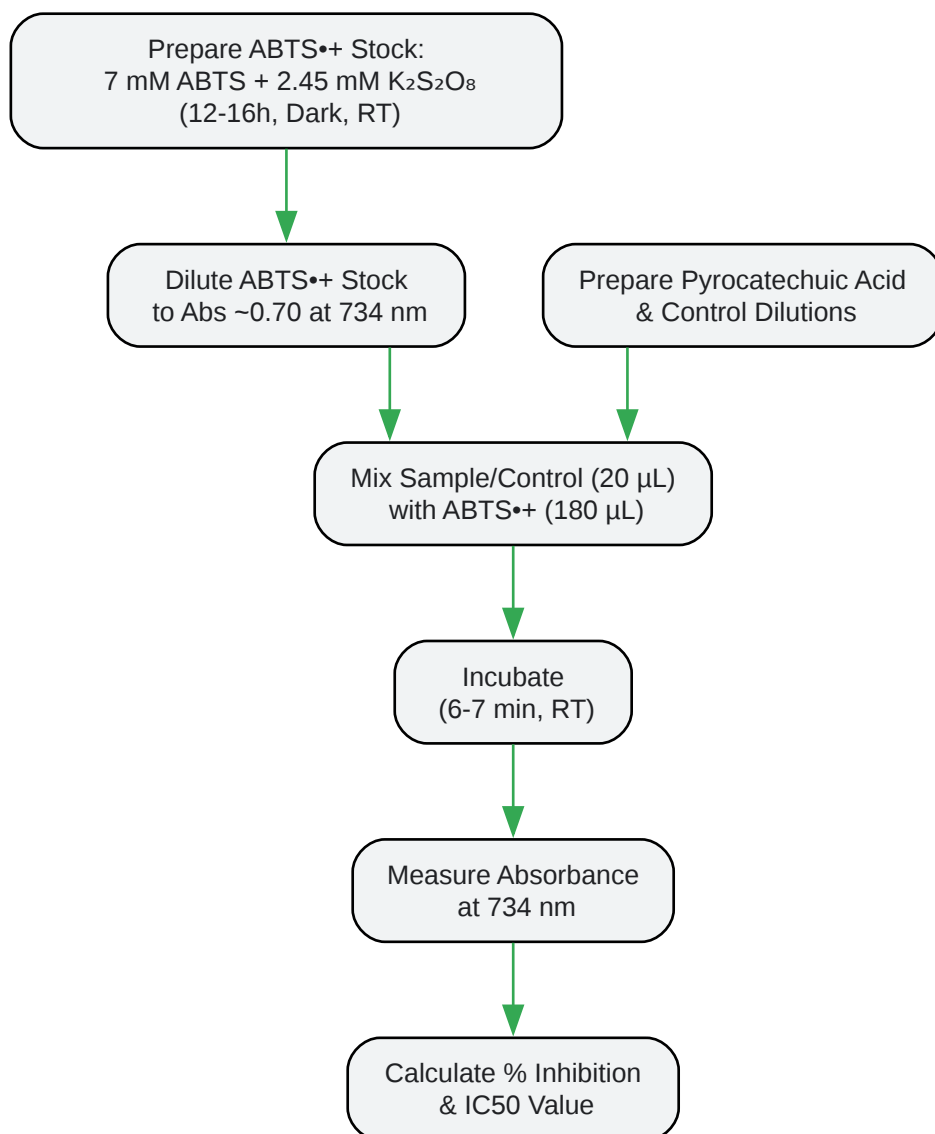 Prepare ABTS•+ Stock:
7 mM ABTS + 2.45 mM K₂S₂O₈
(12-16h, Dark, RT)
Dilute ABTS•+ Stock
to Abs ~0.70 at 734 nm
Prepare Pyrocatechuic Acid
& Control Dilutions
Mix Sample/Control (20 µL)
with ABTS•+ (180 µL)
Incubate
(6-7 min, RT)
Measure Absorbance
at 734 nm
Calculate % Inhibition
& IC50 Value